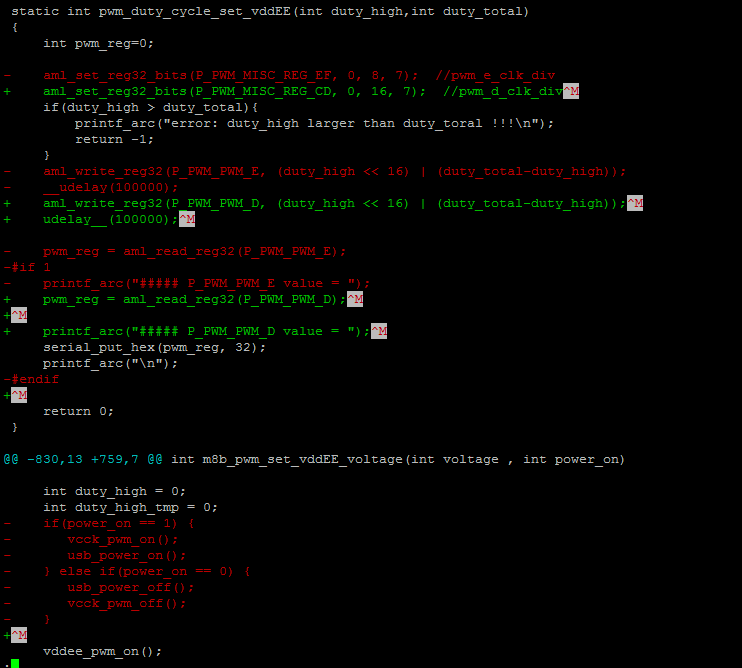 static int pwm_duty_cycle_set_vddEE(int duty_high,int duty_total)
 {
     int pwm_reg=0;
-    aml_set_reg32_bits(P_PWM_MISC_REG_EF, 0, 8, 7);  //pwm_e_clk_div
+    aml_set_reg32_bits(P_PWM_MISC_REG_CD, 0, 16, 7);  //pwm_d_clk_div^M
     if(duty_high > duty_total){
         printf_arc("error: duty_high larger than duty_toral !!!\n");
         return -1;
     }
-    aml_write_reg32(P_PWM_PWM_E, (duty_high << 16) | (duty_total-duty_high));
-    __udelay(100000);
+    aml_write_reg32(P_PWM_PWM_D, (duty_high << 16) | (duty_total-duty_high));^M
+    udelay__(100000);^M
-    pwm_reg = aml_read_reg32(P_PWM_PWM_E);
-#if 1
-    printf_arc("##### P_PWM_PWM_E value = ");
+    pwm_reg = aml_read_reg32(P_PWM_PWM_D);^M
+^M
+    printf_arc("##### P_PWM_PWM_D value = ");^M
     serial_put_hex(pwm_reg, 32);
     printf_arc("\n");
-#endif
+^M
     return 0;
 }
@@ -830,13 +759,7 @@ int m8b_pwm_set_vddEE_voltage(int voltage , int power_on)
     int duty_high = 0;
     int duty_high_tmp = 0;
-    if(power_on == 1) {
-       vcck_pwm_on();
-       usb_power_on();
-    } else if(power_on == 0) {
-       usb_power_off();
-       vcck_pwm_off();
-    }
+^M
     vddee_pwm_on();
: